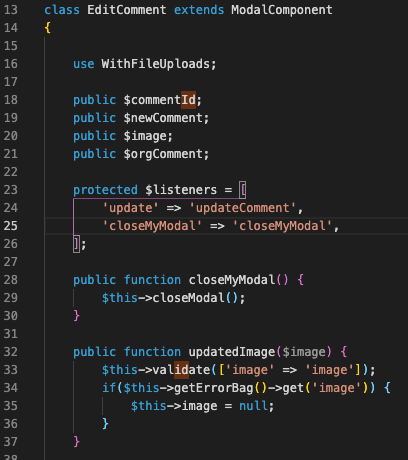 13 class EditComment extends ModalComponent
14 {
15
16     use WithFileUploads;
17
18     public $commentId;
19     public $newComment;
20     public $image;
21     public $orgComment;
22
23     protected $listeners = [
24         'update' => 'updateComment',
25         'closeMyModal' => 'closeMyModal',
26     ];
27
28     public function closeMyModal() {
29         $this->closeModal();
30     }
31
32     public function updatedImage($image) {
33         $this->validate(['image' => 'image']);
34         if($this->getErrorBag()->get('image')) {
35             $this->image = null;
36         }
37     }
38